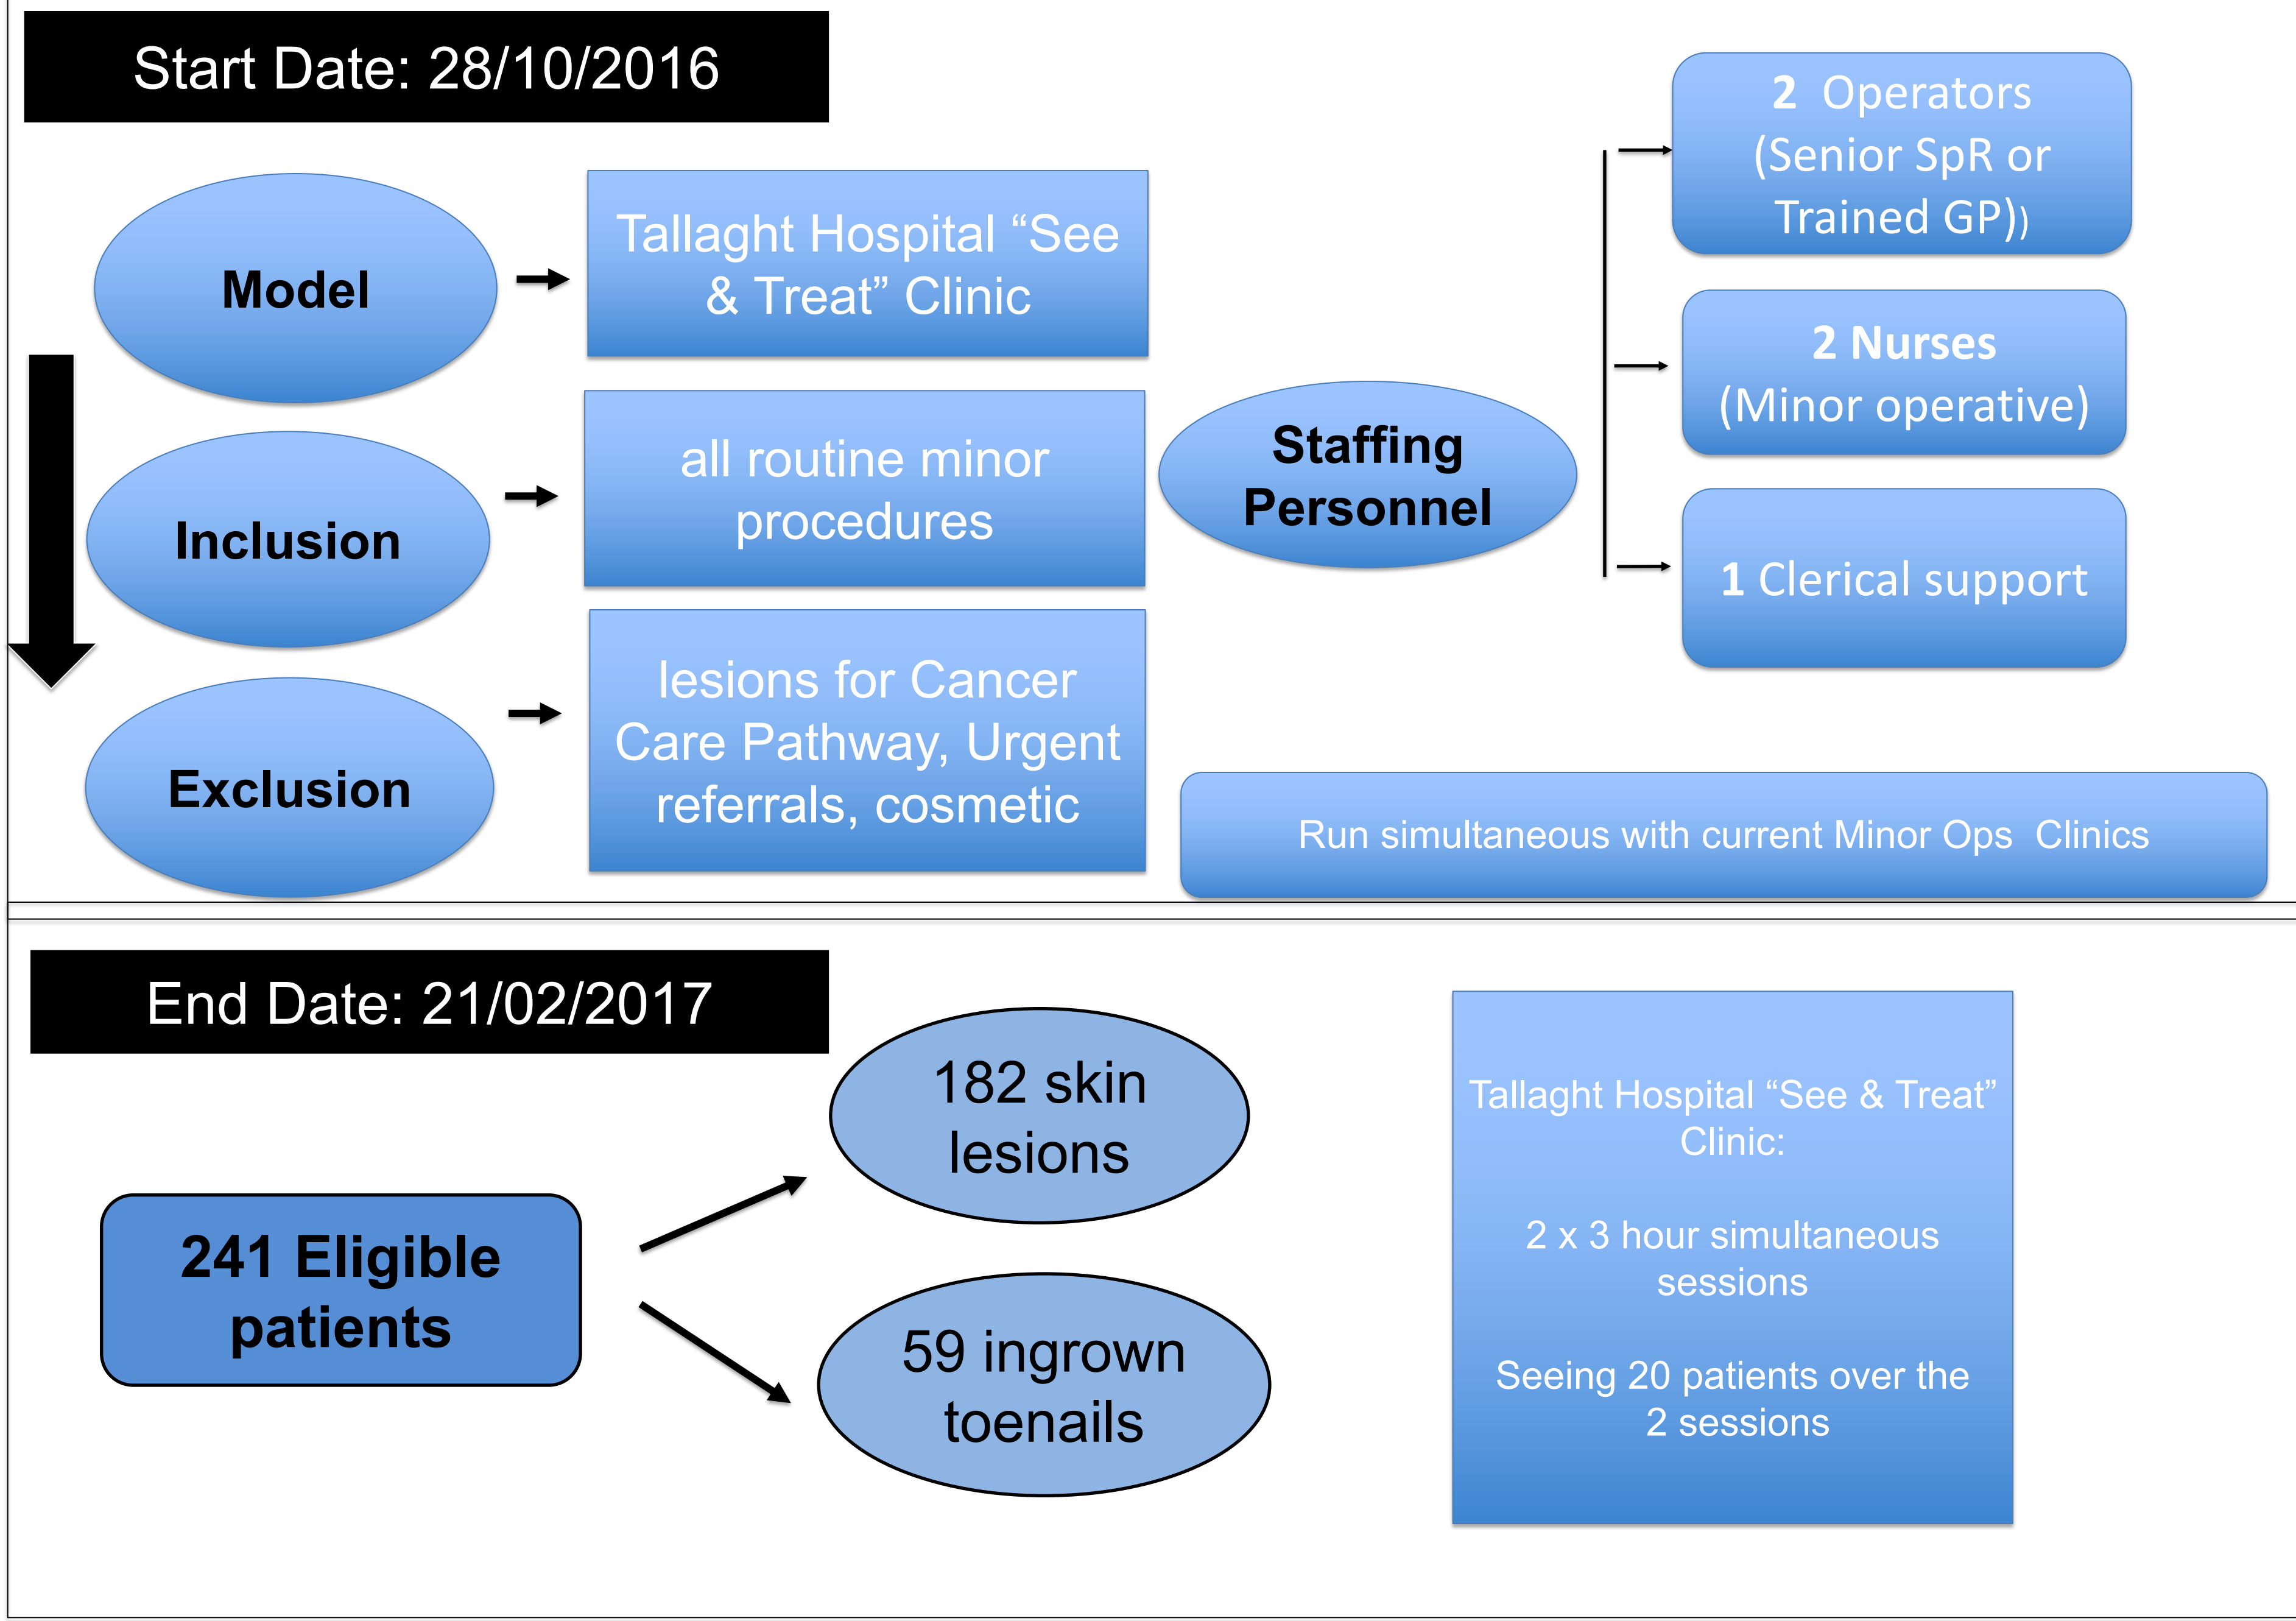 Start Date: 28/10/2016
Model
Tallaght Hospital “See
& Treat” Clinic
Inclusion
all routine minor
procedures
Exclusion
lesions for Cancer
Care Pathway, Urgent
referrals, cosmetic
Staffing
Personnel
2 Operators
(Senior SpR or
Trained GP))
2 Nurses
(Minor operative)
1 Clerical support
Run simultaneous with current Minor Ops Clinics
End Date: 21/02/2017
241 Eligible
patients
182 skin
lesions
59 ingrown
toenails
Tallaght Hospital “See & Treat”
Clinic:
2 x 3 hour simultaneous
sessions
Seeing 20 patients over the
2 sessions